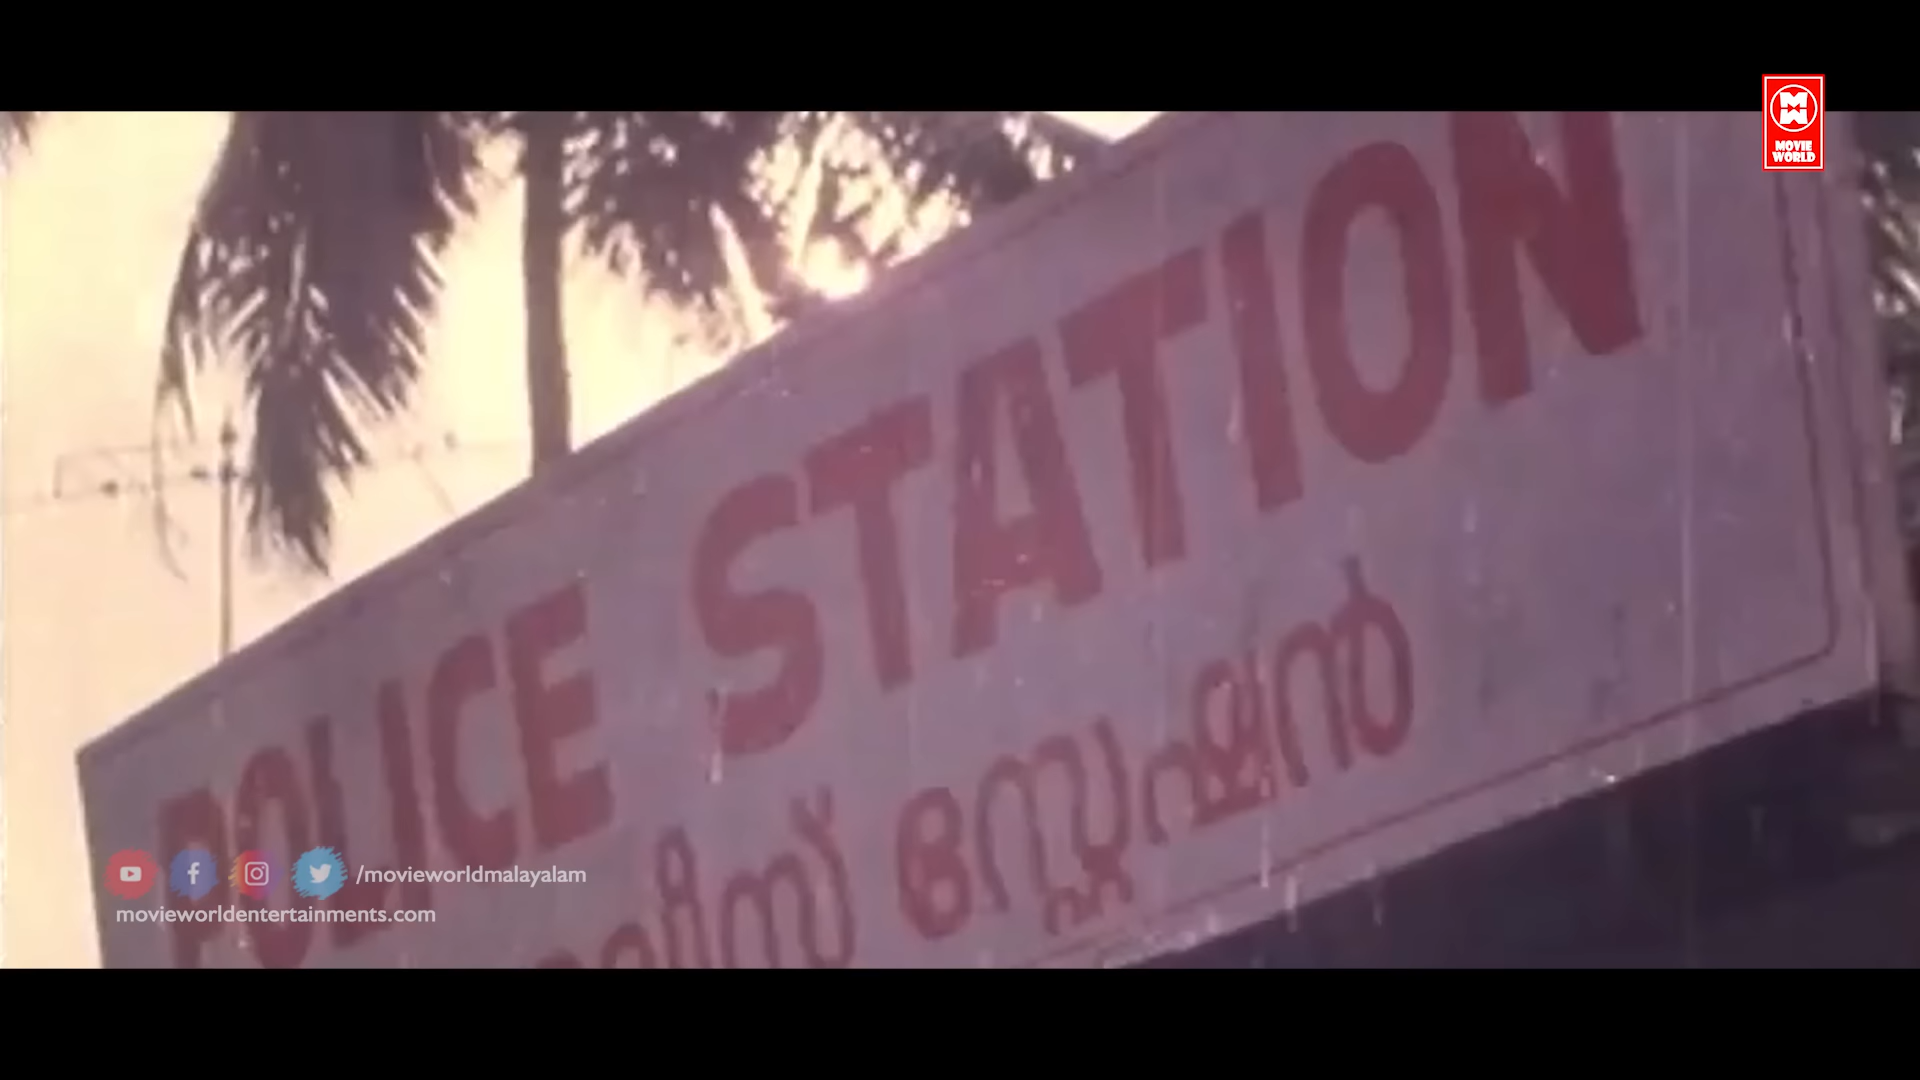 MOVIE
WORLD
POLICE STATION
പോലീസ് സ്റ്റേഷൻ
/movieworldmalayalam
movieworldentertainments.com